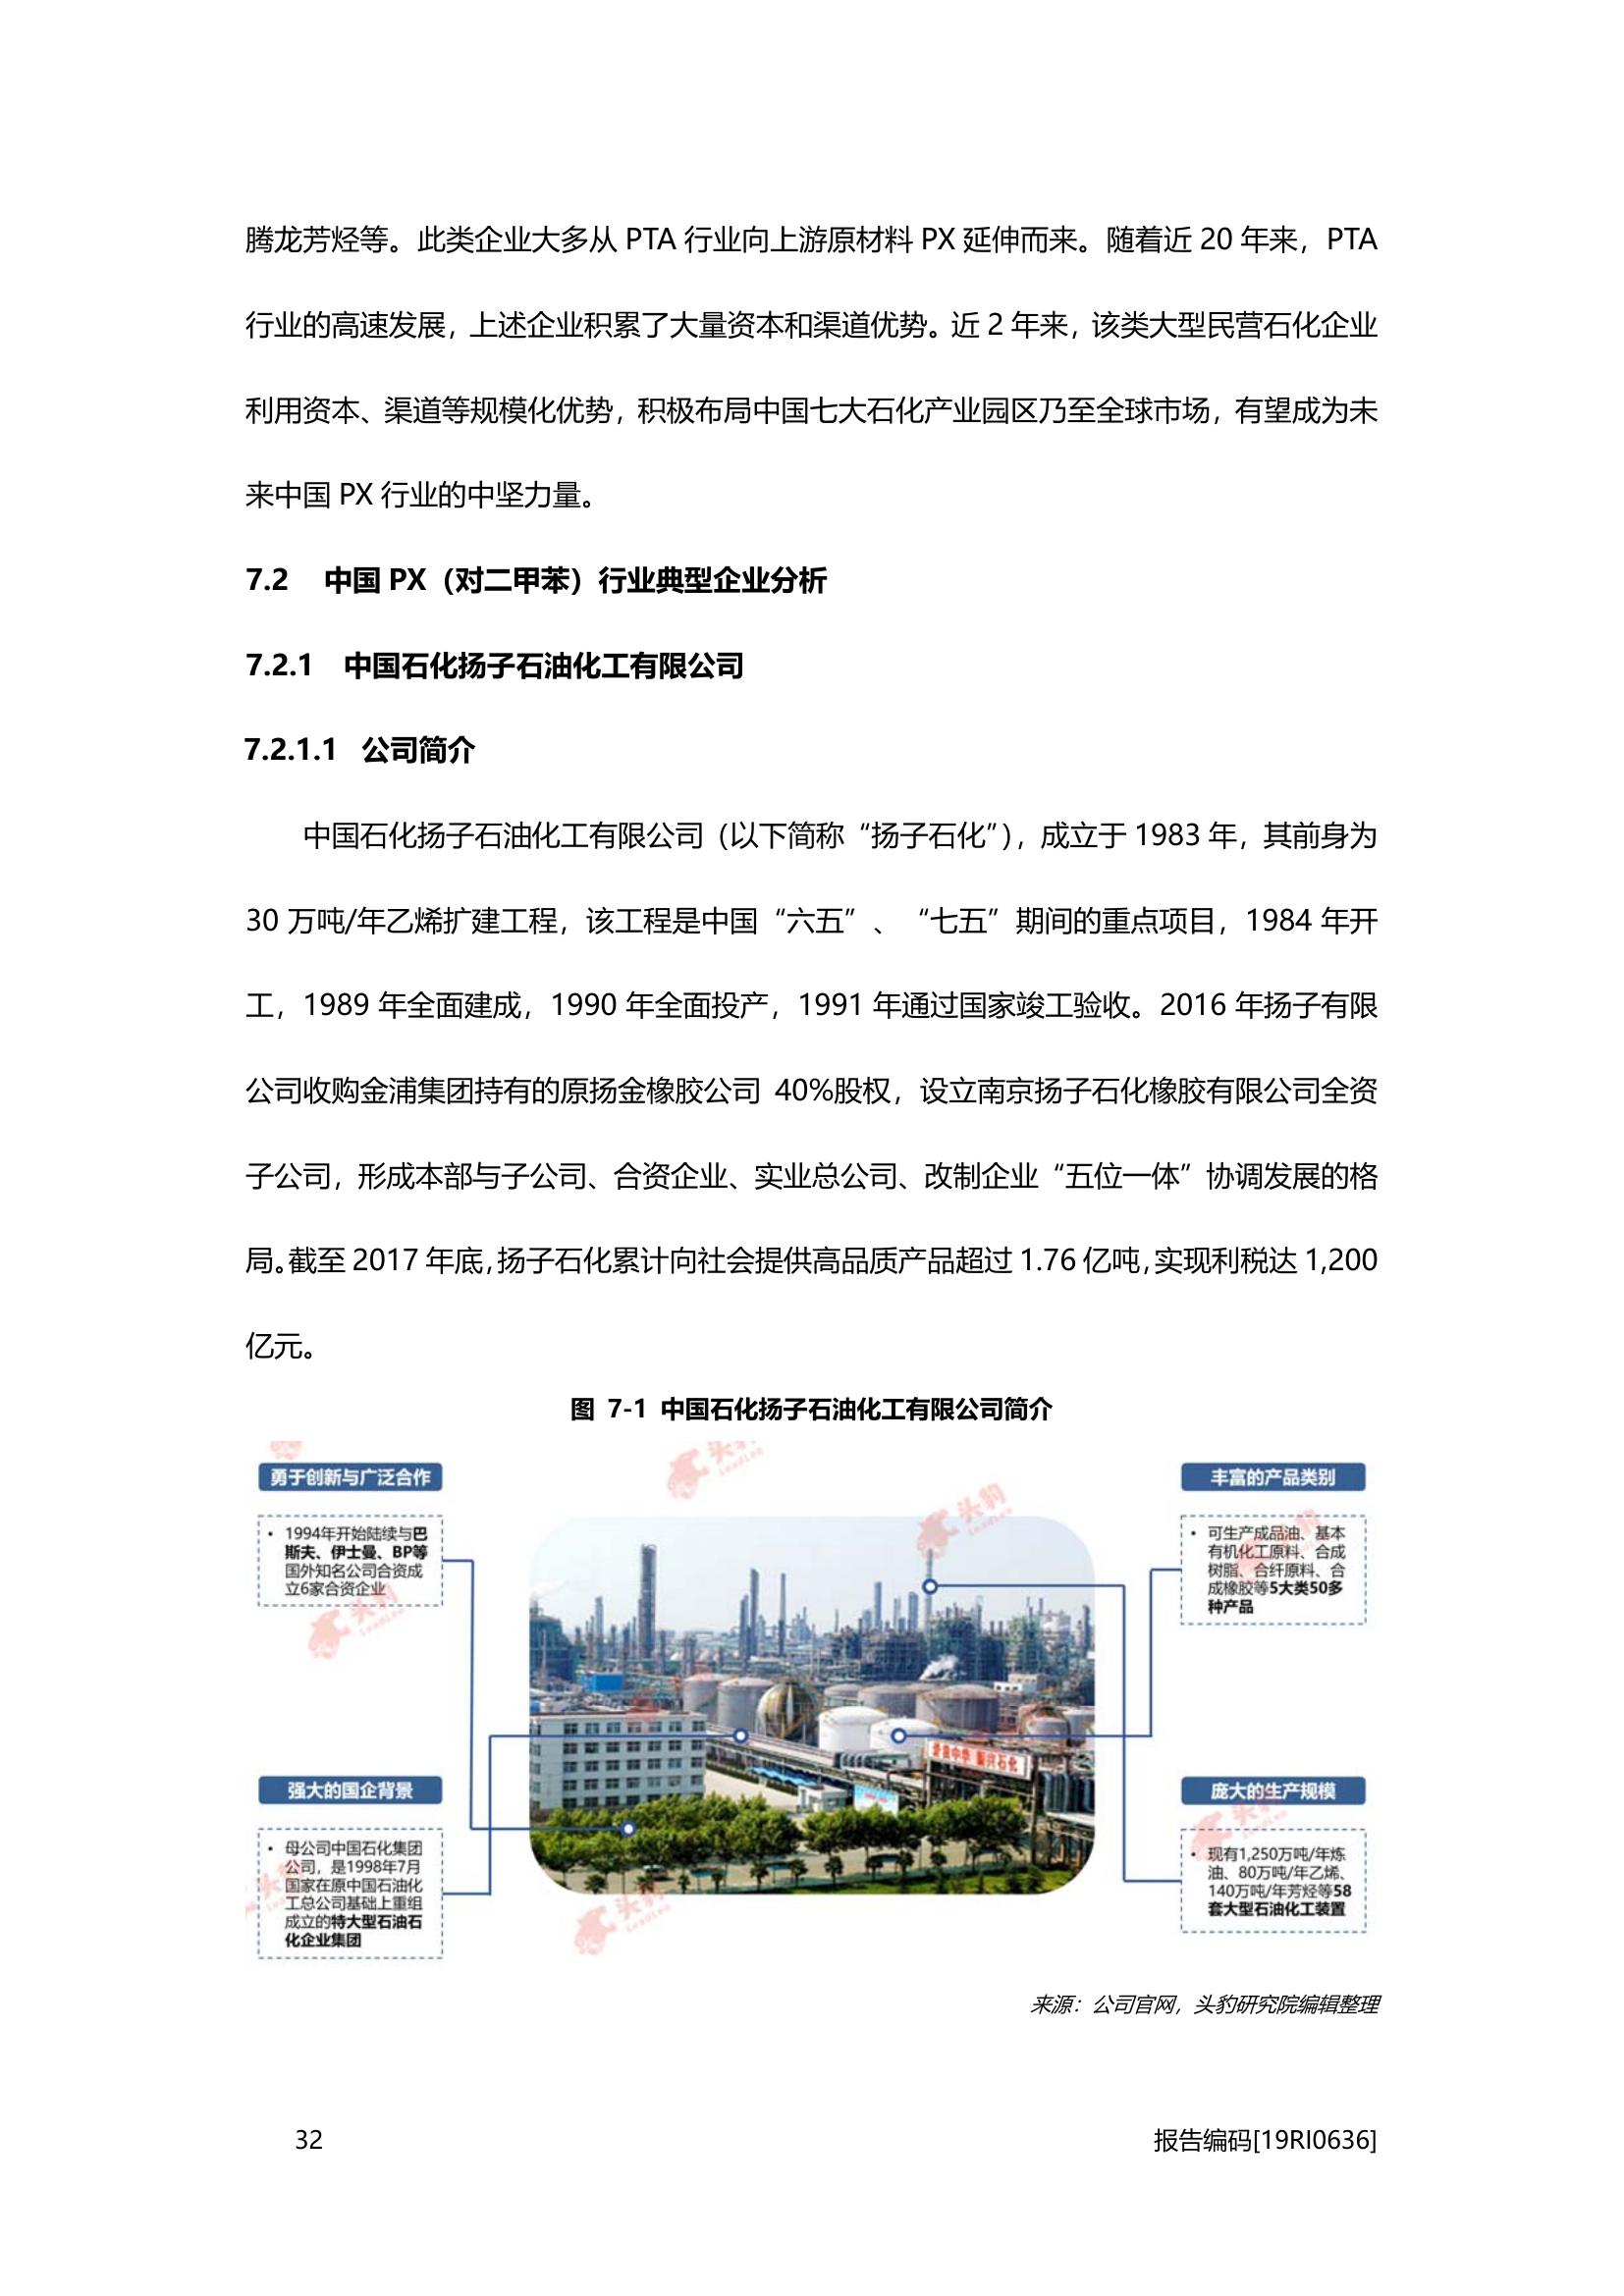 腾龙芳烃等。此类企业大多从 PTA 行业向上游原材料 PX 延伸而来。随着近 20 年来，PTA
行业的高速发展，上述企业积累了大量资本和渠道优势。近 2 年来，该类大型民营石化企业
利用资本、渠道等规模化优势，积极布局中国七大石化产业园区乃至全球市场，有望成为未
来中国 PX 行业的中坚力量。
7.2 中国 PX（对二甲苯）行业典型企业分析
7.2.1 中国石化扬子石油化工有限公司
7.2.1.1 公司简介
中国石化扬子石油化工有限公司（以下简称“扬子石化”），成立于 1983 年，其前身为
30 万吨/年乙烯扩建工程，该工程是中国“六五”、“七五”期间的重点项目，1984 年开
工，1989 年全面建成，1990 年全面投产，1991 年通过国家竣工验收。2016 年扬子有限
公司收购金浦集团持有的原扬金橡胶公司 40%股权，设立南京扬子石化橡胶有限公司全资
子公司，形成本部与子公司、合资企业、实业总公司、改制企业“五位一体”协调发展的格
局。截至 2017 年底，扬子石化累计向社会提供高品质产品超过 1.76 亿吨，实现利税达 1,200
亿元。
图 7-1 中国石化扬子石油化工有限公司简介
勇于创新与广泛合作
• 1994年开始陆续与巴
斯夫、伊士曼、BP等
国外知名公司合资成
立6家合资企业
强大的国企背景
• 母公司中国石化集团
公司，是1998年7月
国家在原中国石油化
工总公司基础上重组
成立的特大型石油石
化企业集团
丰富的产品类别
• 可生产成品油、基本
有机化工原料、合成
树脂、合纤原料、合
成橡胶等5大类50多
种产品
庞大的生产规模
• 现有1,250万吨/年炼
油、80万吨/年乙烯、
140万吨/年芳烃等58
套大型石油化工装置
头豹
LeadLeo
来源：公司官网，头豹研究院编辑整理
32
报告编码[19RI0636]